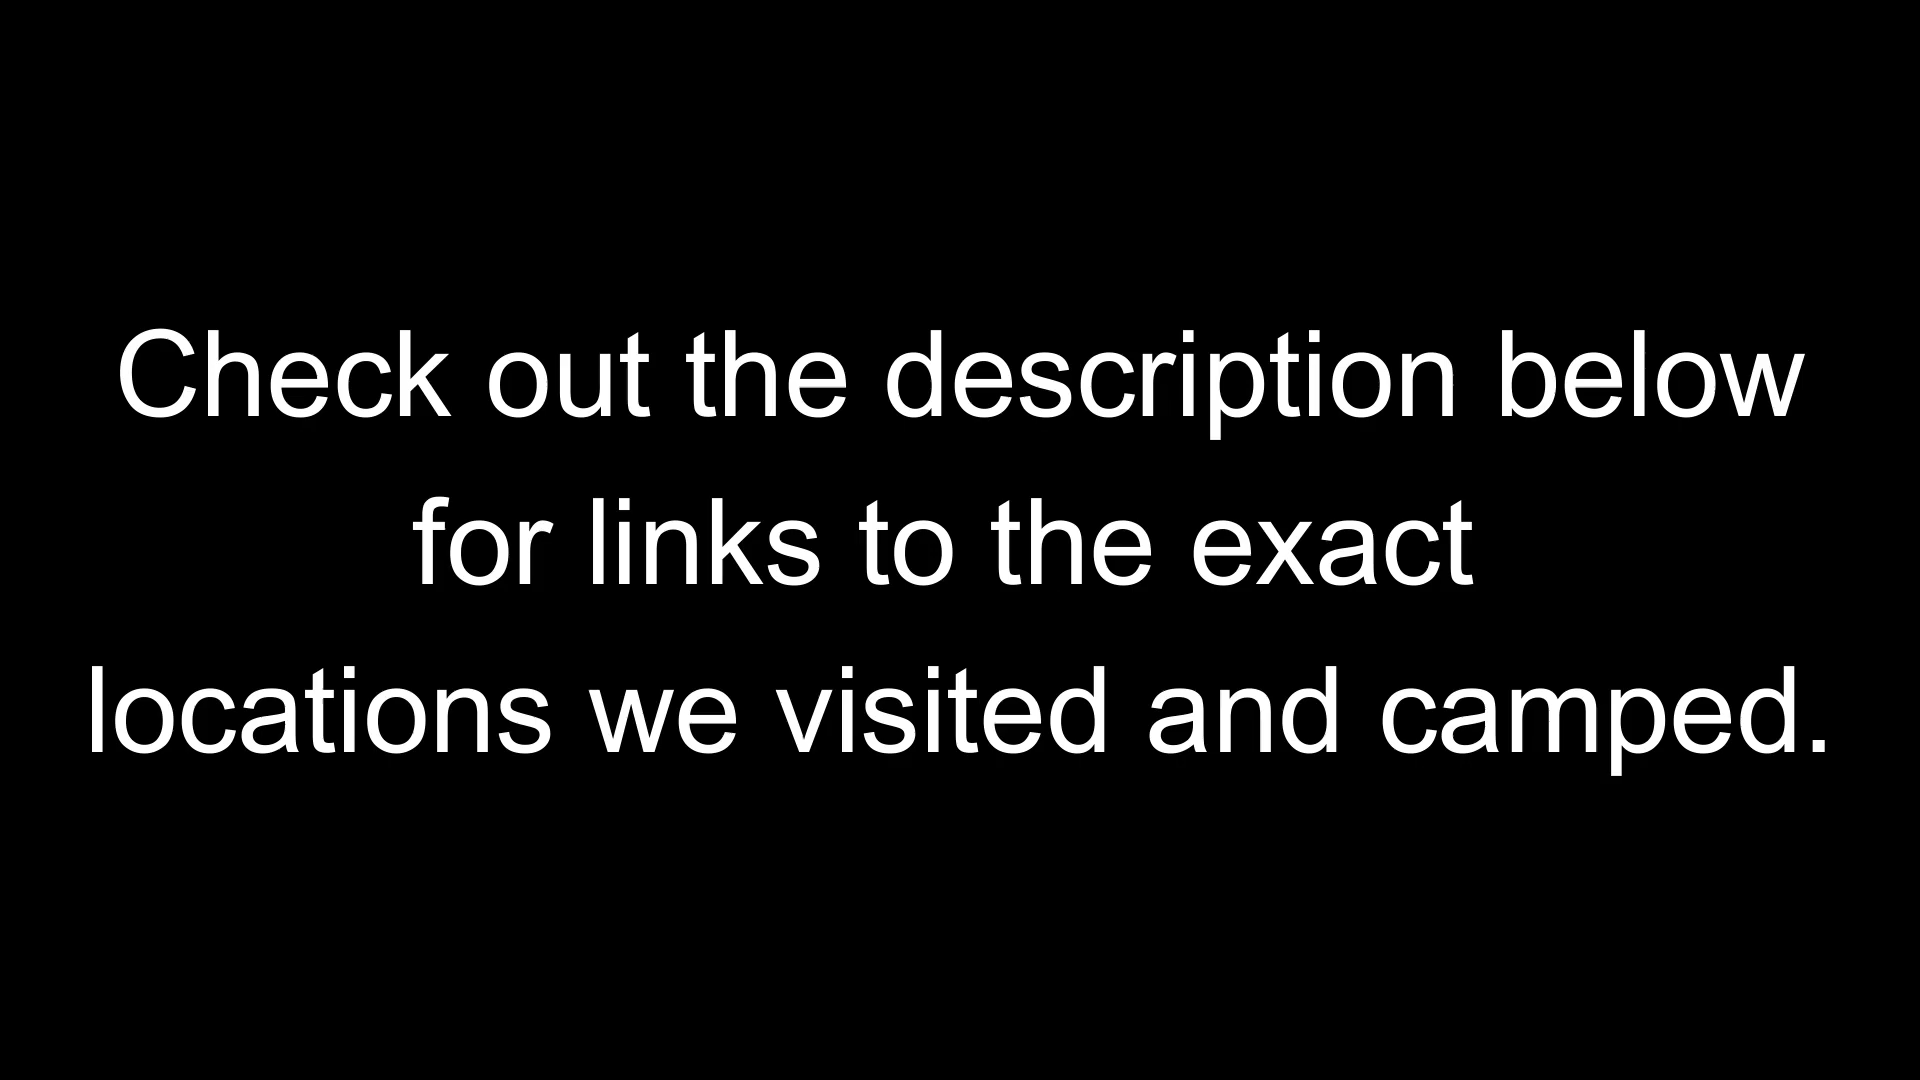 Check out the description below
for links to the exact
locations we visited and camped.